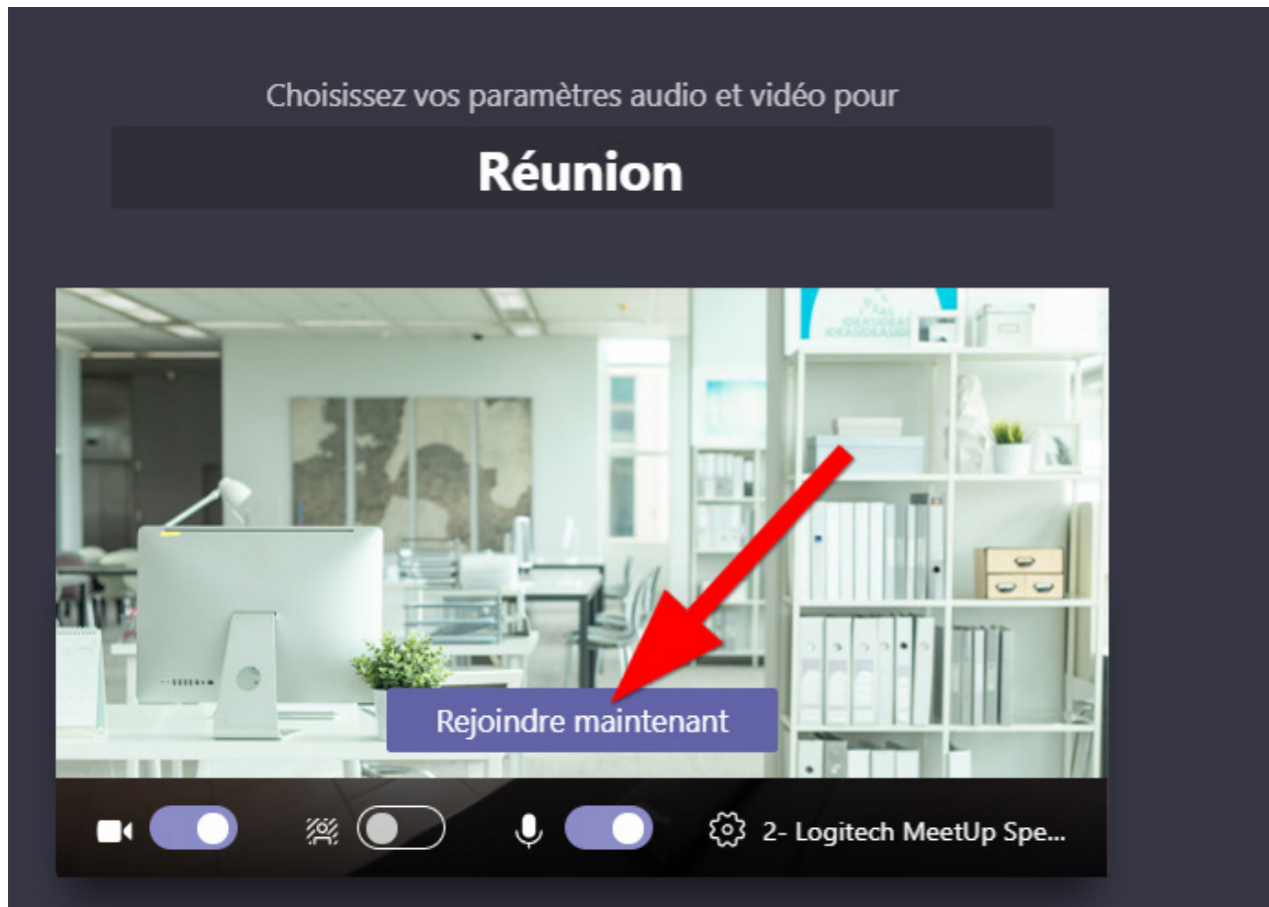 Choisissez vos paramètres audio et vidéo pour
Réunion
Rejoindre maintenant
2- Logitech MeetUp Spe...